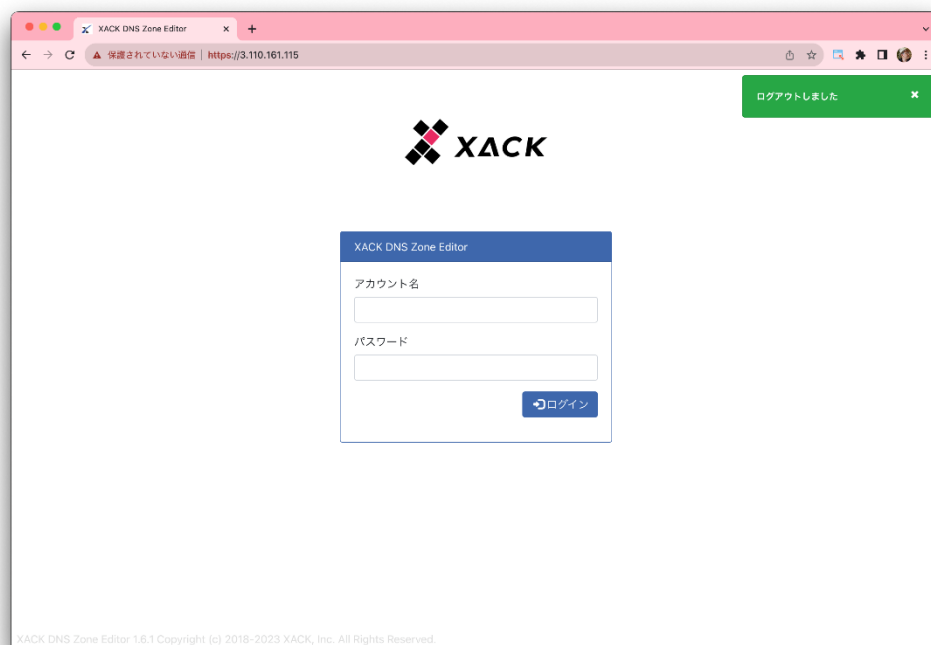 XACK DNS Zone Editor
保護されていない通信 | https://3.110.161.115
ログアウトしました
XACK
XACK DNS Zone Editor
アカウント名
パスワード
ログイン
XACK DNS Zone Editor 1.6.1 Copyright (c) 2018-2023 XACK, Inc. All Rights Reserved.